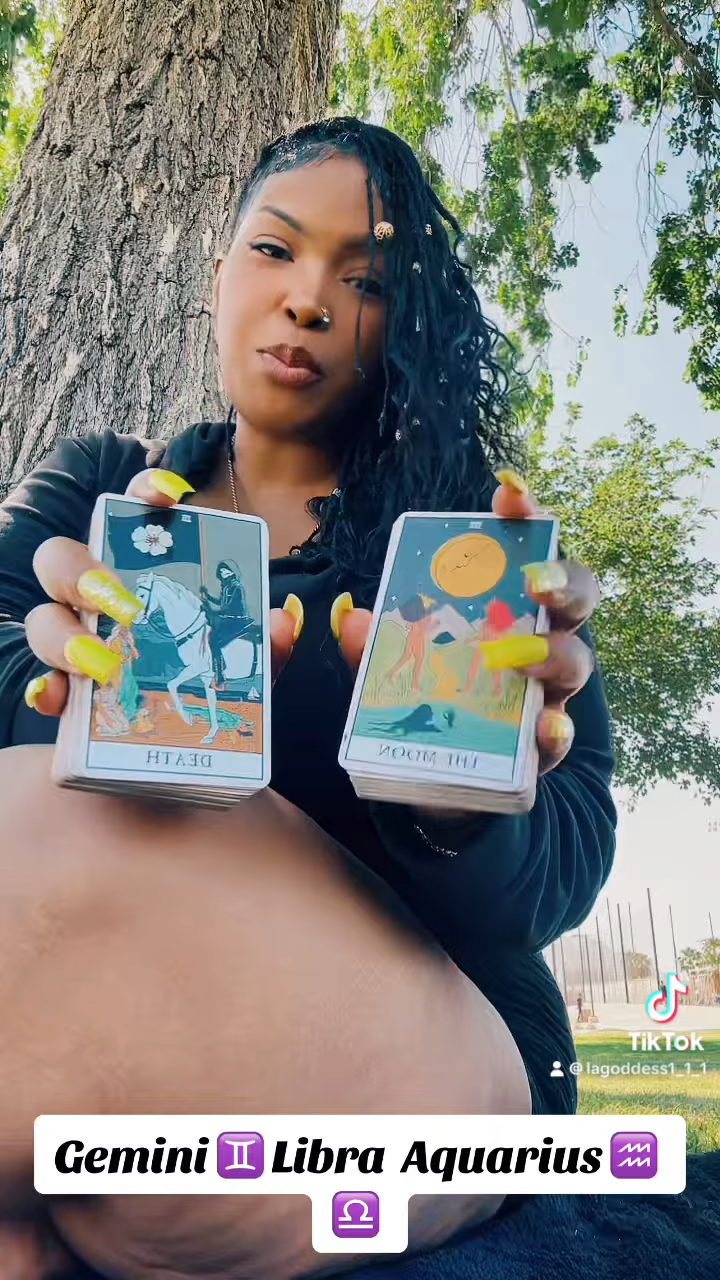 DEATH
THE MOON
TikTok
@lagoddess1_1_1
Gemini ♊ Libra Aquarius ♒
♎